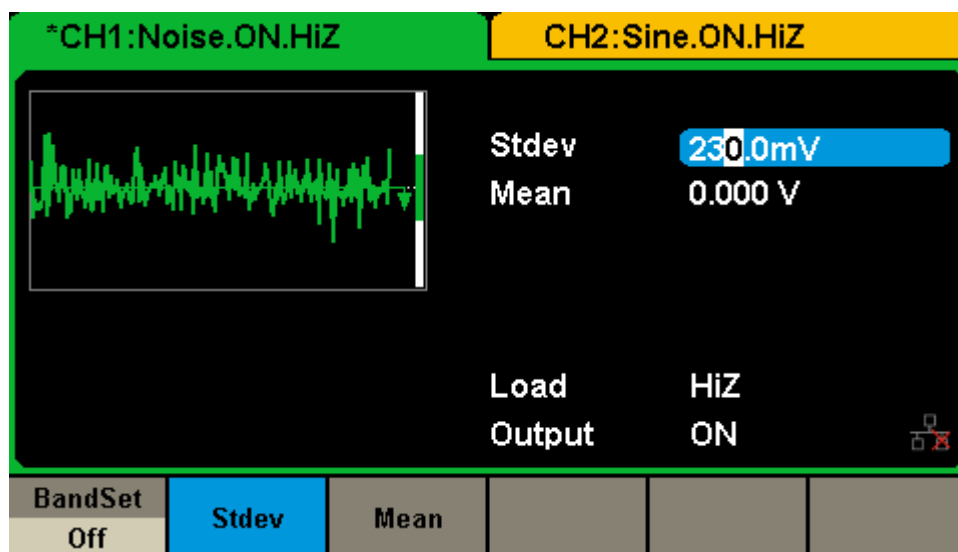 *CH1:Noise.ON.HiZ CH2:Sine.ON.HiZ
Stdev 230.0mV
Mean 0.000 V
Load HiZ
Output ON
BandSet Stdev Mean
Off